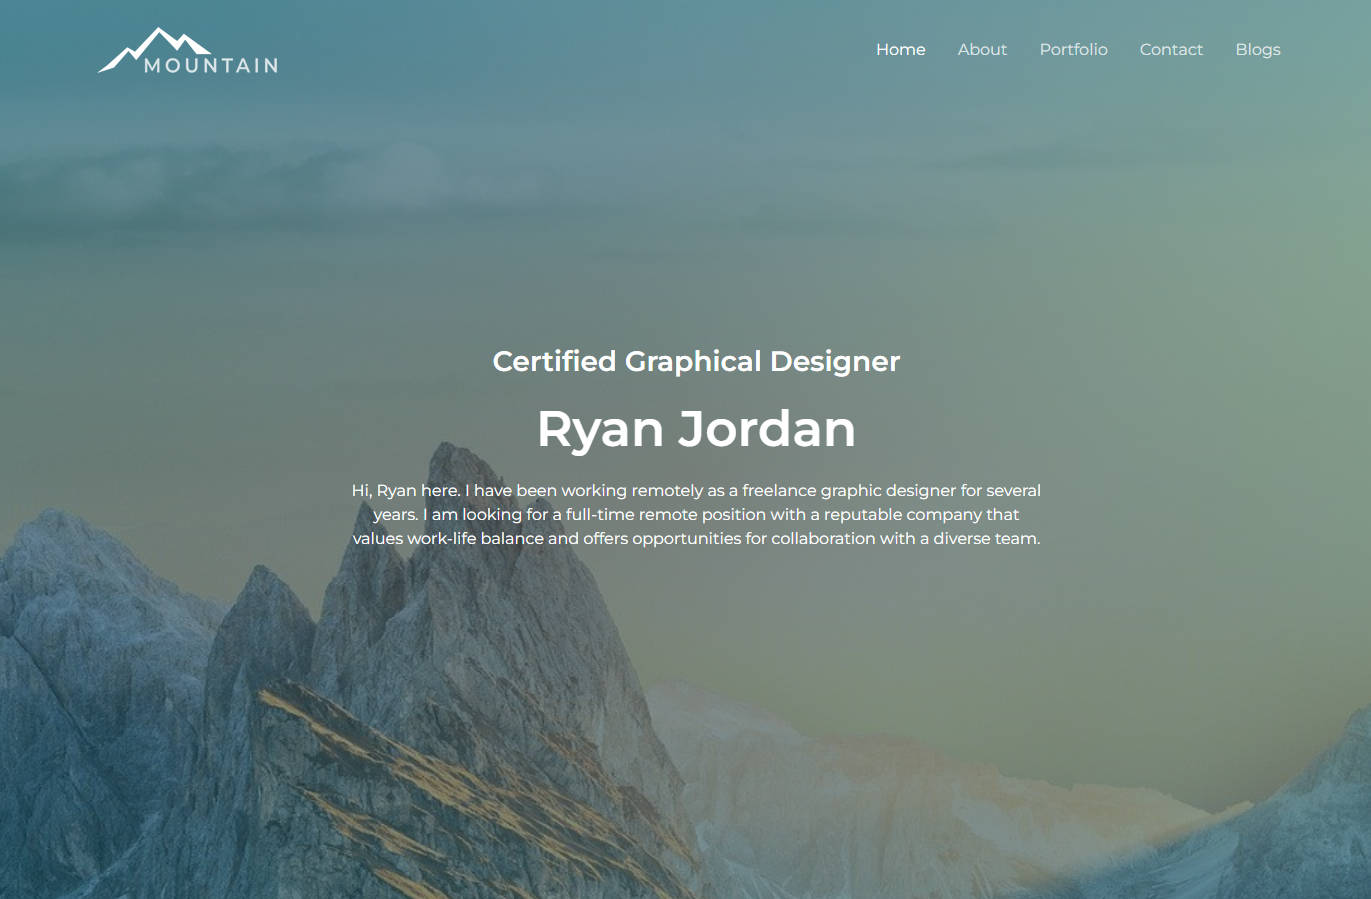 MOUNTAIN
Home About Portfolio Contact Blogs
Certified Graphical Designer
Ryan Jordan
Hi, Ryan here. I have been working remotely as a freelance graphic designer for several
years. I am looking for a full-time remote position with a reputable company that
values work-life balance and offers opportunities for collaboration with a diverse team.